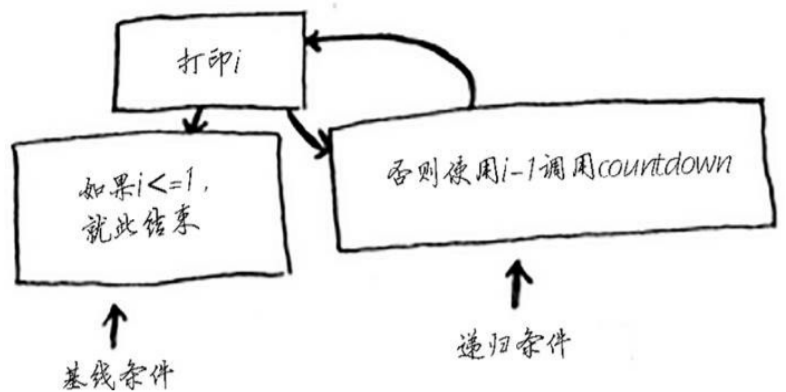 打印i
如果i<=1，
就此结束
否则使用i-1调用countdown
基线条件
递归条件